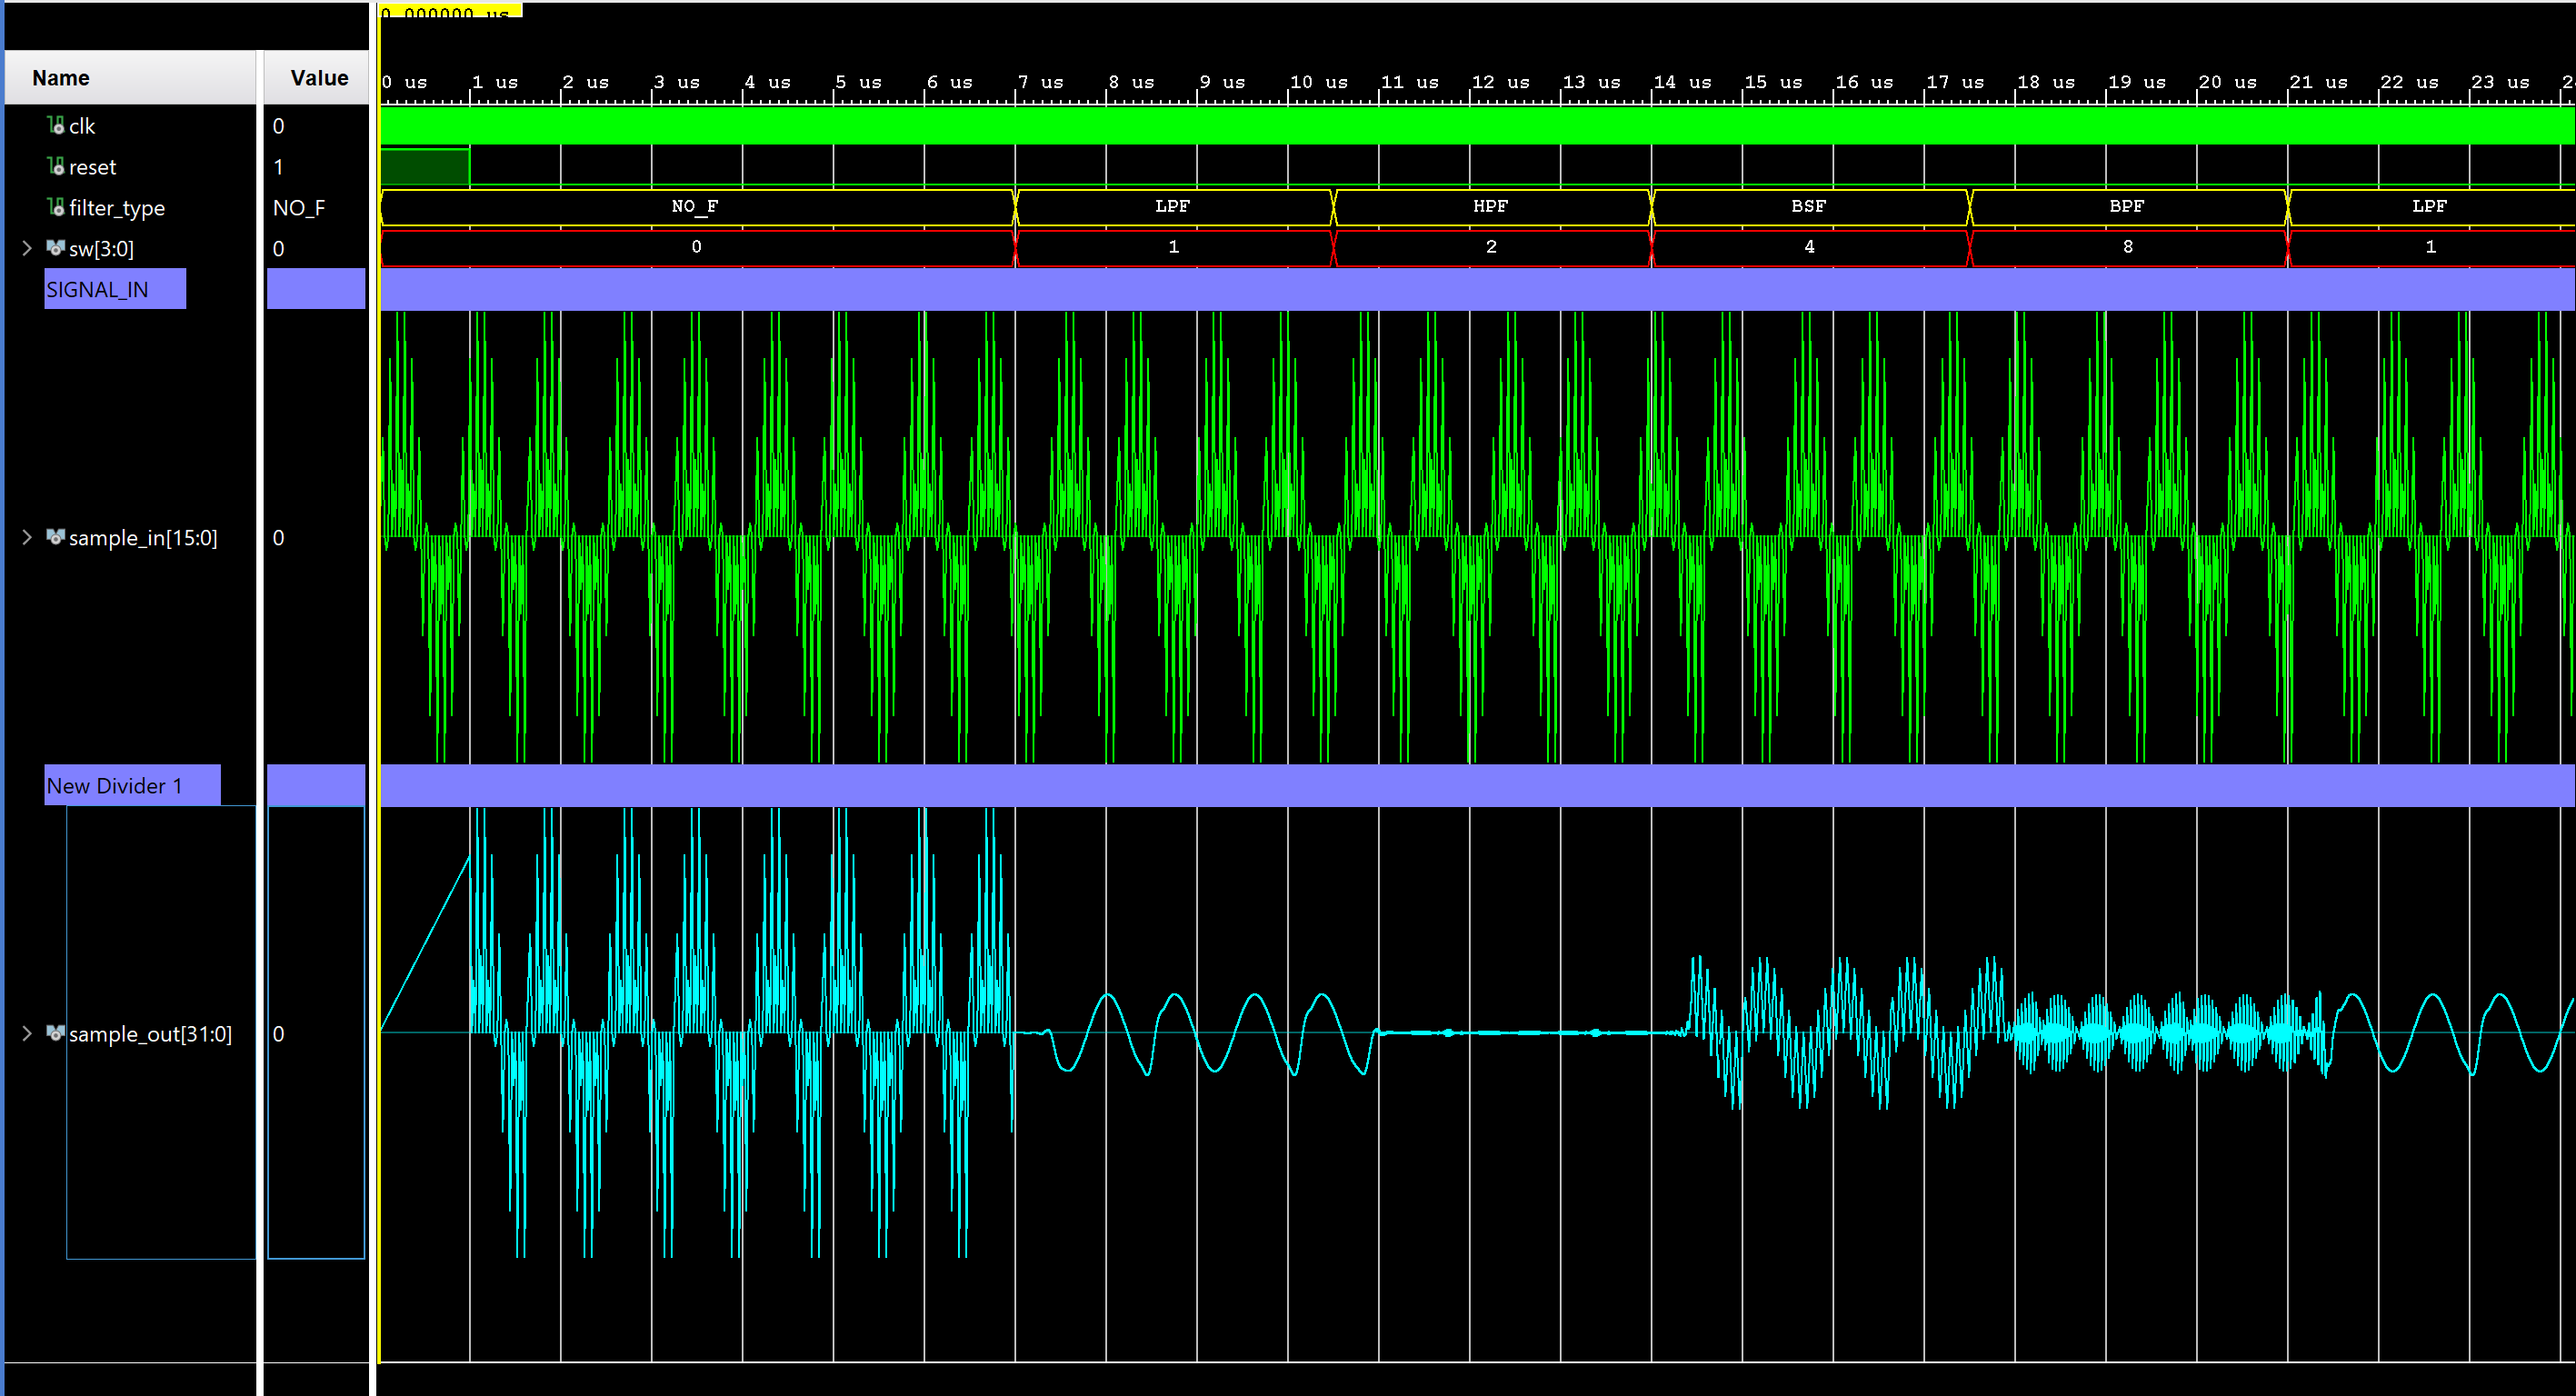 0.000000 us
Name Value
0 us 1 us 2 us 3 us 4 us 5 us 6 us 7 us 8 us 9 us 10 us 11 us 12 us 13 us 14 us 15 us 16 us 17 us 18 us 19 us 20 us 21 us 22 us 23 us
clk 0
reset 1
filter_type NO_F NO_F LPF HPF BSF BPF LPF
sw[3:0] 0 0 1 2 4 8 1
SIGNAL_IN
sample_in[15:0] 0
New Divider 1
sample_out[31:0] 0